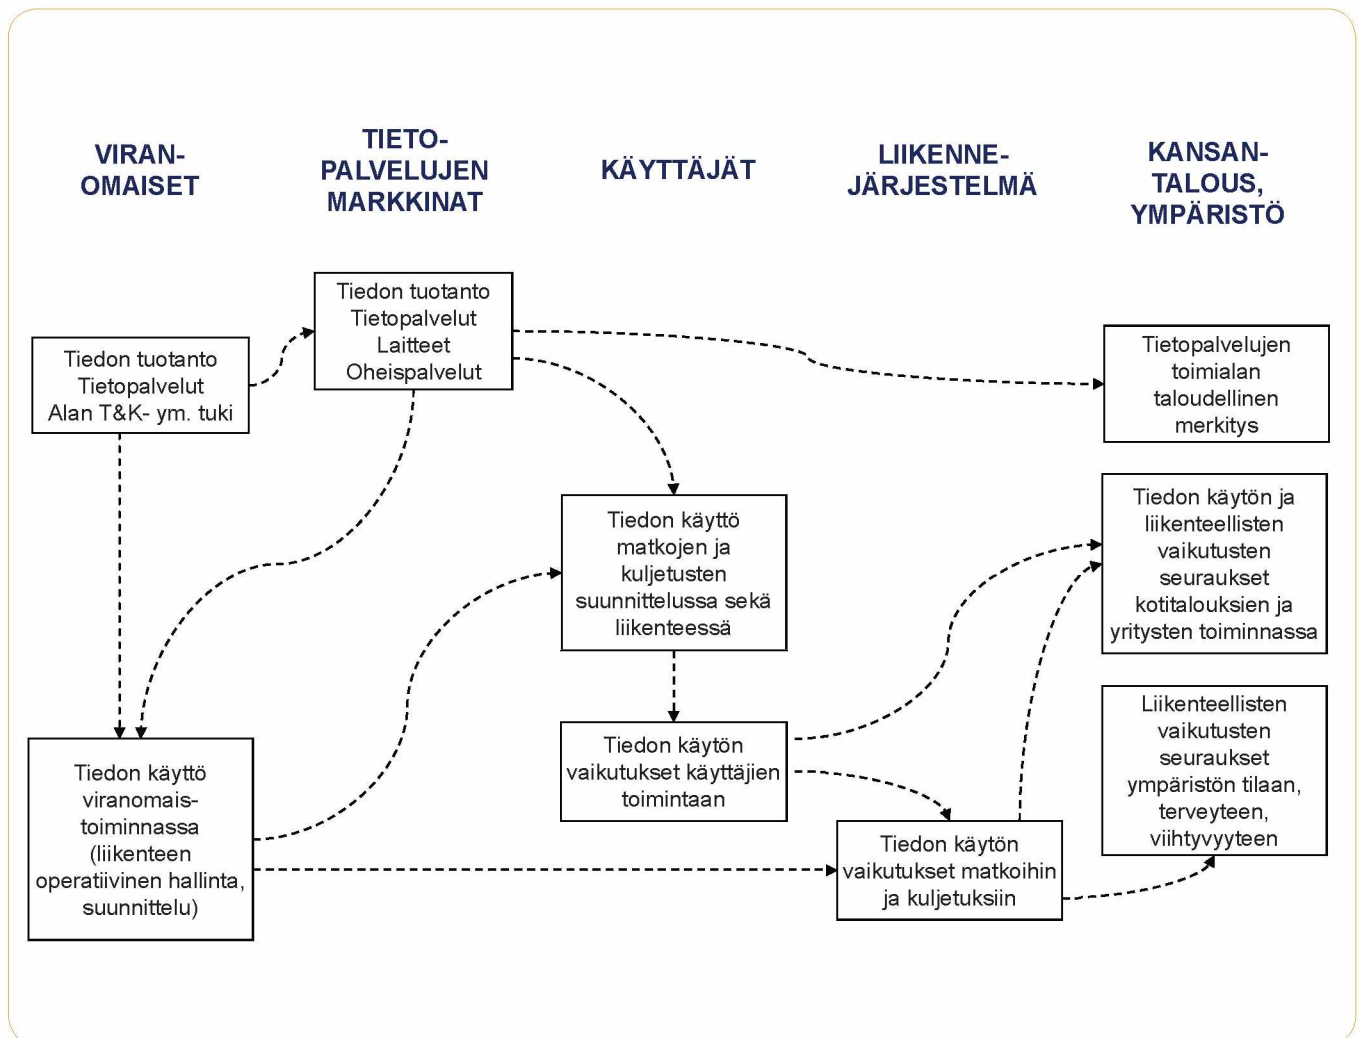 VIRAN-
OMAISET
TIETO-
PALVELUJEN
MARKKINAT
KÄYTTÄJÄT
LIIKENNE-
JÄRJESTELMÄ
KANSAN-
TALOUS,
YMPÄRISTÖ
Tiedon tuotanto
Tietopalvelut
Alan T&K- ym. tuki
Tiedon tuotanto
Tietopalvelut
Laitteet
Oheispalvelut
Tietopalvelujen
toimialan
taloudellinen
merkitys
Tiedon käyttö
matkojen ja
kuljetusten
suunnittelussa sekä
liikenteessä
Tiedon käytön ja
liikenteellisten
vaikutusten
seuraukset
kotitalouksien ja
yritysten toiminnassa
Tiedon käyttö
viranomais-
toiminnassa
(liikenteen
operatiivinen hallinta,
suunnittelu)
Tiedon käytön
vaikutukset käyttäjien
toimintaan
Tiedon käytön
vaikutukset matkoihin
ja kuljetuksiin
Liikenteellisten
vaikutusten
seuraukset
ympäristön tilaan,
terveyteen,
viihtyvyyteen